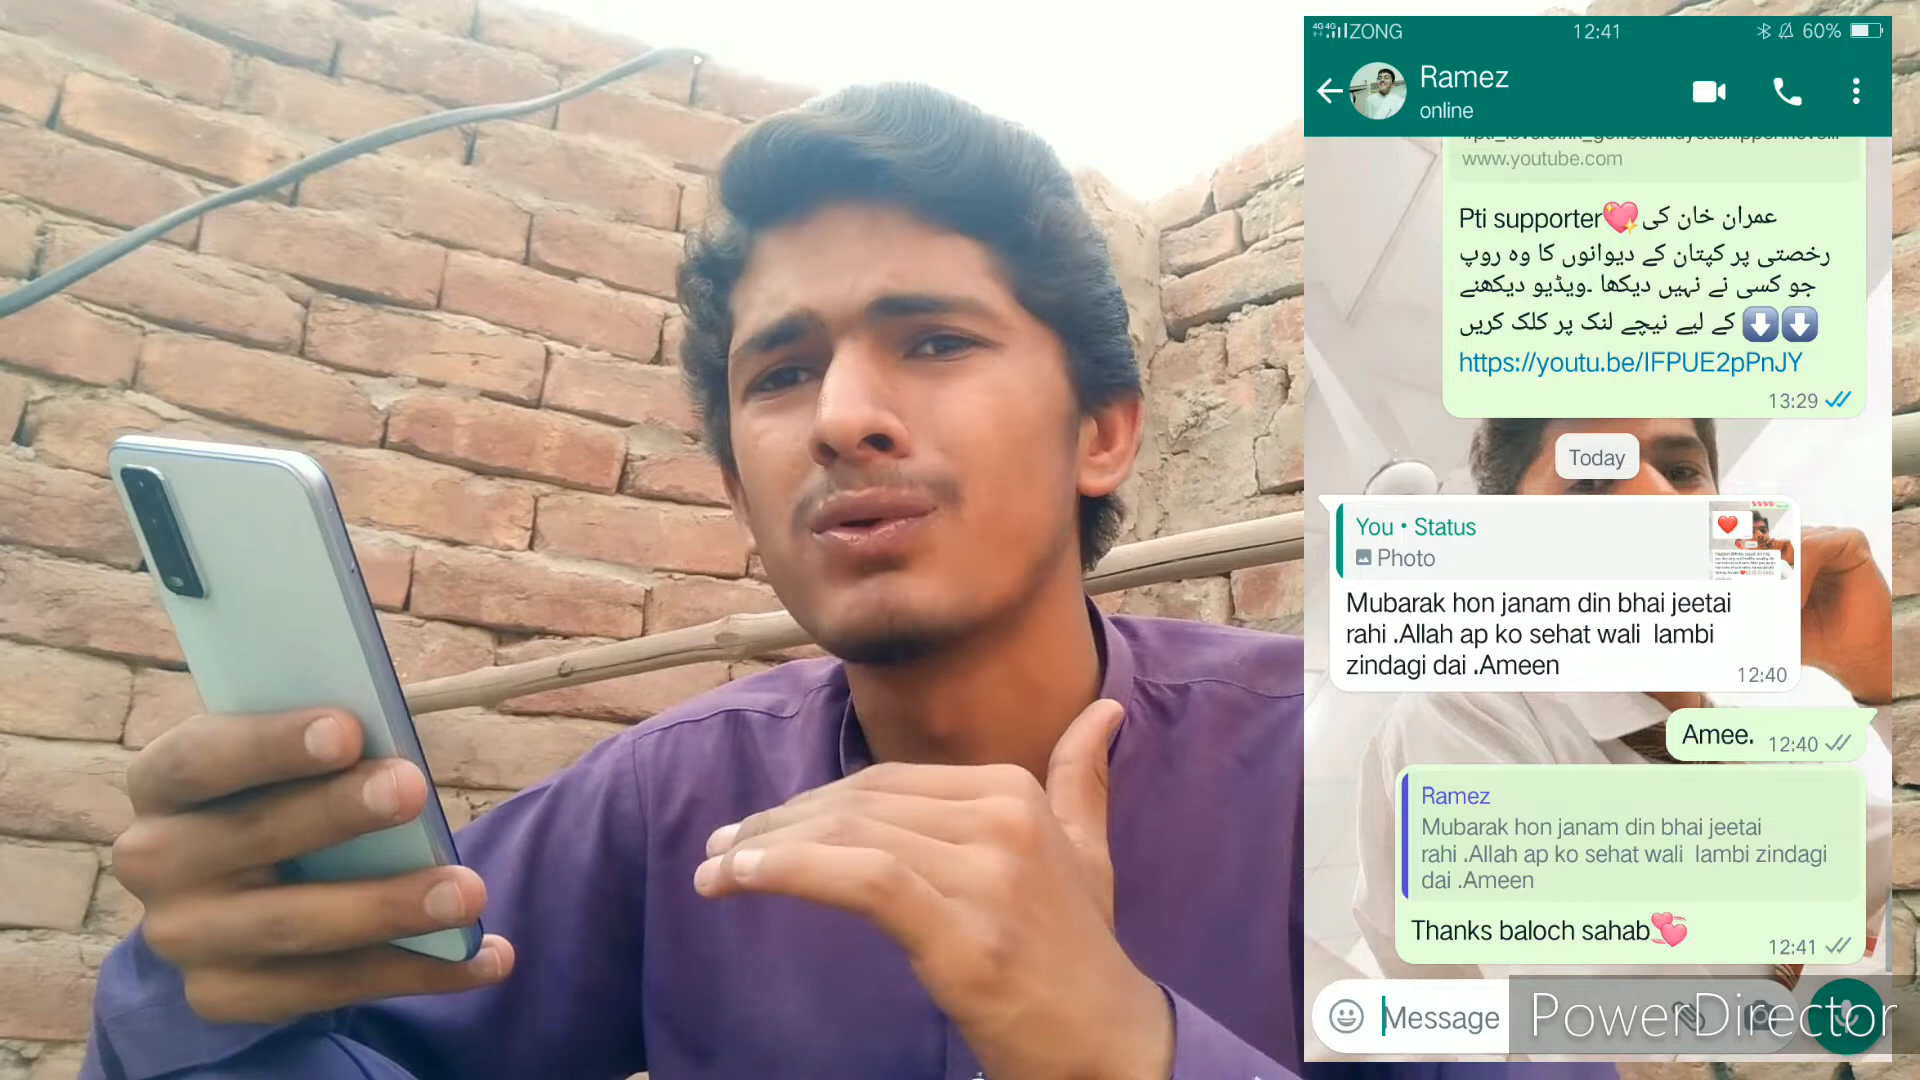 4G 4G ZONG 12:41 60%
Ramez
online
www.youtube.com
Pti supporter💖عمران خان کی
رخصتی پر کپتان کے دیوانوں کا وہ روپ
جو کسی نے نہیں دیکھا ۔ویڈیو دیکھنے
کے لیے نیچے لنک پر کلک کریں ⬇️⬇️
https://youtu.be/IFPUE2pPnJY
13:29
Today
You • Status
Photo
Mubarak hon janam din bhai jeetai
rahi .Allah ap ko sehat wali lambi
zindagi dai .Ameen
12:40
Amee. 12:40
Ramez
Mubarak hon janam din bhai jeetai
rahi .Allah ap ko sehat wali lambi zindagi
dai .Ameen
Thanks baloch sahab💞
12:41
Message
PowerDirector